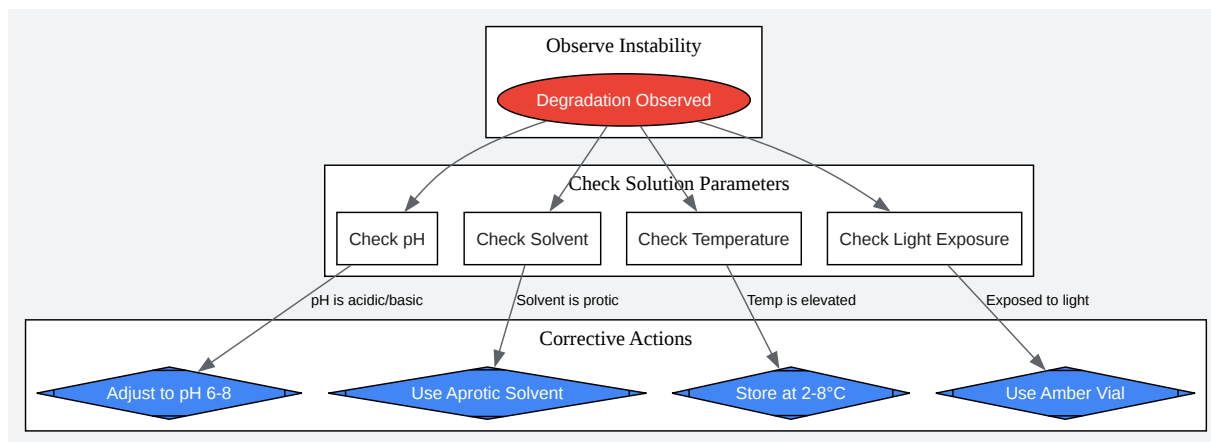 Observe Instability
Degradation Observed
Check Solution Parameters
Check pH
Check Solvent
Check Temperature
Check Light Exposure
pH is acidic/basic
Solvent is protic
Temp is elevated
Exposed to light
Corrective Actions
Adjust to pH 6-8
Use Aprotic Solvent
Store at 2-8°C
Use Amber Vial